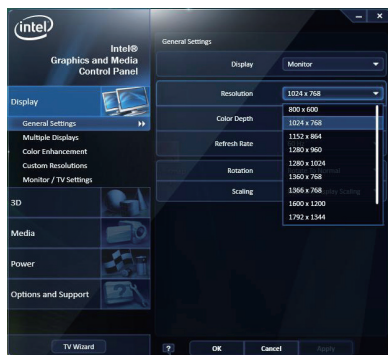 intel
Intel®
Graphics and Media
Control Panel
Display
General Settings
Multiple Displays
Color Enhancement
Custom Resolutions
Monitor / TV Settings
3D
Media
Power
Options and Support
TV Wizard
General Settings
Display
Monitor
Resolution
1024 x 768
800 x 600
1024 x 768
1152 x 864
1280 x 960
1280 x 1024
1360 x 768
1366 x 768
1600 x 1200
1792 x 1344
Color Depth
Refresh Rate
Rotation
Scaling
Display Scaling
?
OK
Cancel
Apply